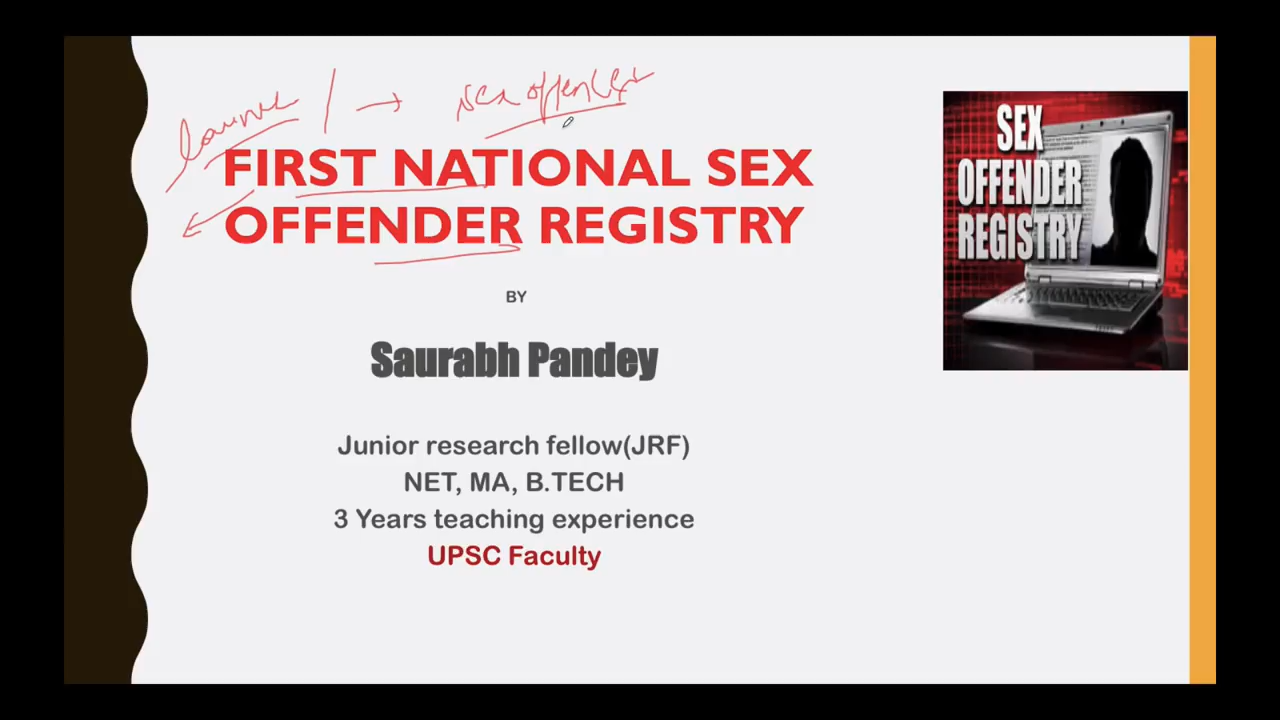 sex offender
FIRST NATIONAL SEX
OFFENDER REGISTRY
BY
Saurabh Pandey
Junior research fellow(JRF)
NET, MA, B.TECH
3 Years teaching experience
UPSC Faculty
SEX
OFFENDER
REGISTRY